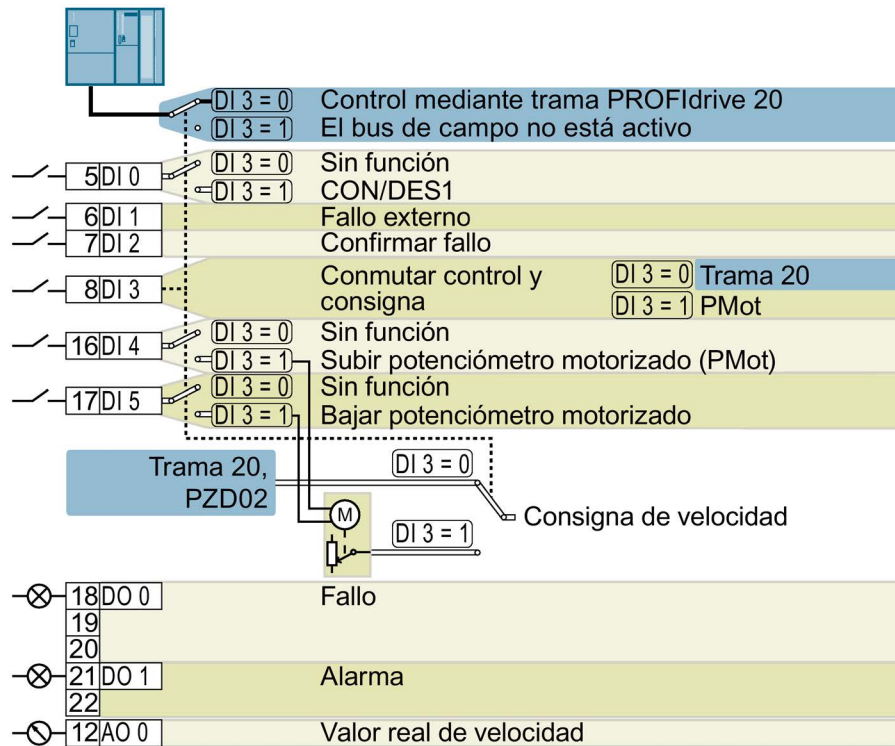 DI 3 = 0 Control mediante trama PROFIdrive 20
DI 3 = 1 El bus de campo no está activo
5 DI 0 DI 3 = 0 Sin función
DI 3 = 1 CON/DES1
6 DI 1 Fallo externo
7 DI 2 Confirmar fallo
8 DI 3 Conmutar control y DI 3 = 0 Trama 20
consigna DI 3 = 1 PMot
16 DI 4 DI 3 = 0 Sin función
DI 3 = 1 Subir potenciómetro motorizado (PMot)
17 DI 5 DI 3 = 0 Sin función
DI 3 = 1 Bajar potenciómetro motorizado
Trama 20, DI 3 = 0
PZD02
M
Consigna de velocidad
DI 3 = 1
18 DO 0 Fallo
19
20
21 DO 1 Alarma
22
12 AO 0 Valor real de velocidad